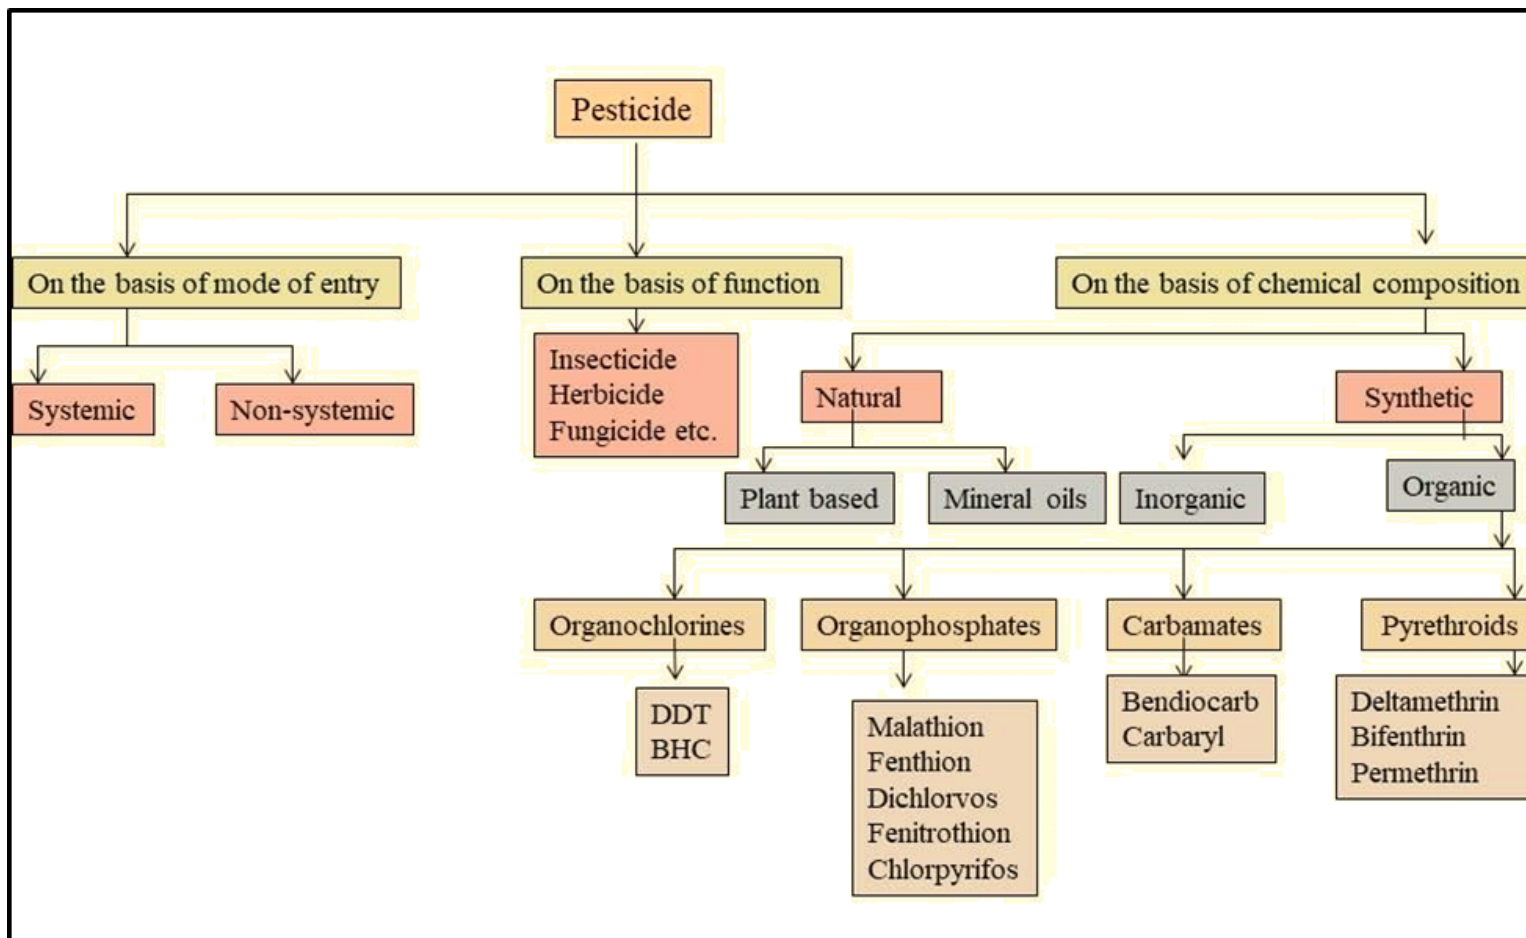 Pesticide
On the basis of mode of entry
On the basis of function
On the basis of chemical composition
Systemic
Non-systemic
Insecticide
Herbicide
Fungicide etc.
Natural
Synthetic
Plant based
Mineral oils
Inorganic
Organic
Organochlorines
Organophosphates
Carbamates
Pyrethroids
DDT
BHC
Malathion
Fenthion
Dichlorvos
Fenitrothion
Chlorpyrifos
Bendiocarb
Carbaryl
Deltamethrin
Bifenthrin
Permethrin